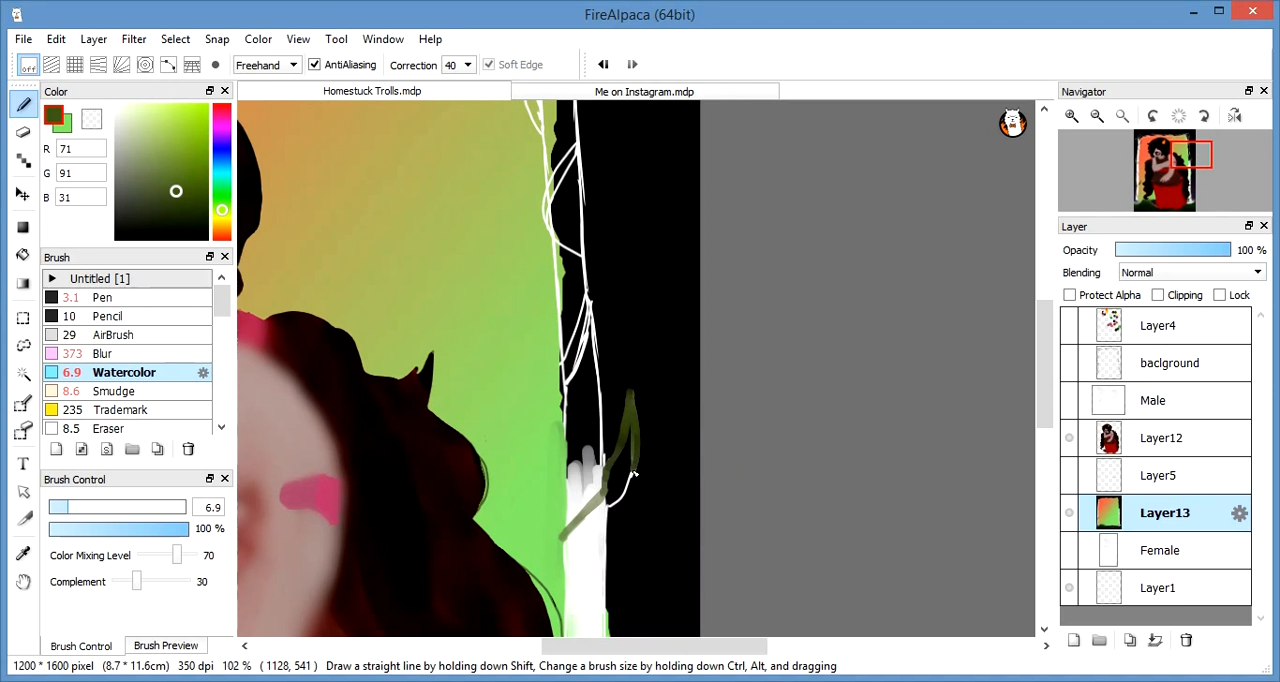 FireAlpaca (64bit)
File Edit Layer Filter Select Snap Color View Tool Window Help
OFF Freehand AntiAliasing Correction 40 Soft Edge
Color
Homestuck Trolls.mdp Me on Instagram.mdp
Navigator
R 71
G 91
B 31
Layer
Opacity 100 %
Blending Normal
Protect Alpha Clipping Lock
Brush
Untitled [1]
3.1 Pen
10 Pencil
29 AirBrush
373 Blur
6.9 Watercolor
8.6 Smudge
235 Trademark
8.5 Eraser
Layer4
baclground
Male
Layer12
Layer5
Layer13
Female
Layer1
T
Brush Control
6.9
100 %
Color Mixing Level 70
Complement 30
Brush Control Brush Preview
1200 * 1600 pixel (8.7 * 11.6cm) 350 dpi 102 % ( 1128, 541 ) Draw a straight line by holding down Shift, Change a brush size by holding down Ctrl, Alt, and dragging